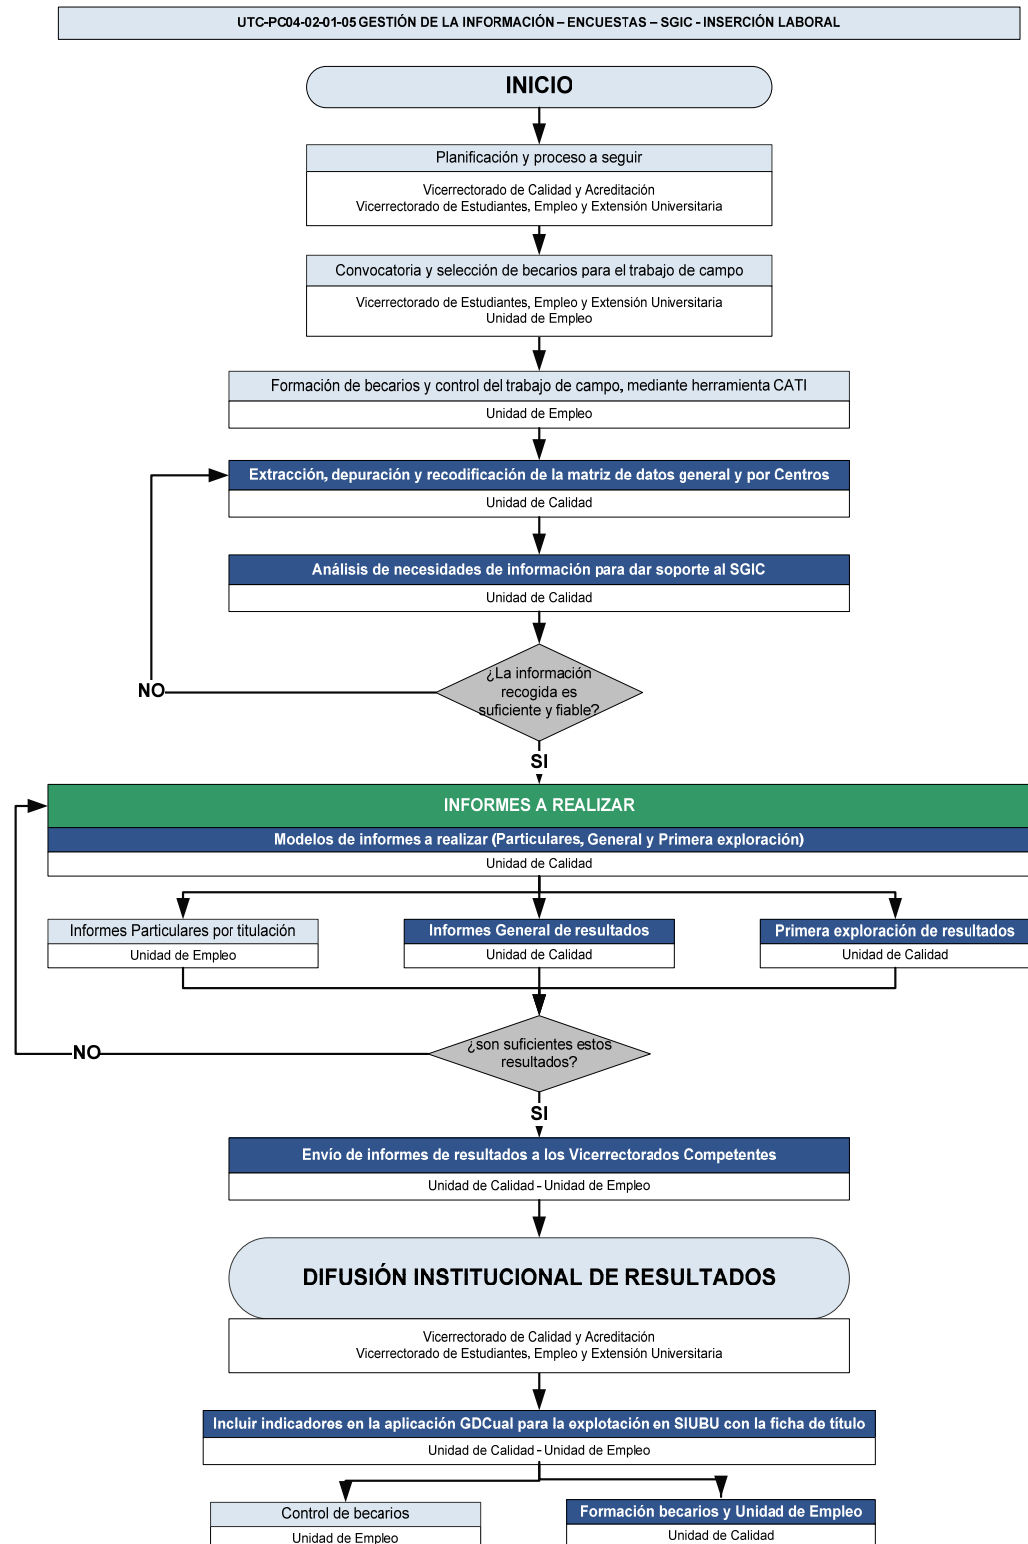 UTC-PC04-02-01-05 GESTIÓN DE LA INFORMACIÓN – ENCUESTAS – SGIC - INSERCIÓN LABORAL
INICIO
Planificación y proceso a seguir
Vicerrectorado de Calidad y Acreditación
Vicerrectorado de Estudiantes, Empleo y Extensión Universitaria
Convocatoria y selección de becarios para el trabajo de campo
Vicerrectorado de Estudiantes, Empleo y Extensión Universitaria
Unidad de Empleo
Formación de becarios y control del trabajo de campo, mediante herramienta CATI
Unidad de Empleo
Extracción, depuración y recodificación de la matriz de datos general y por Centros
Unidad de Calidad
Análisis de necesidades de información para dar soporte al SGIC
Unidad de Calidad
¿La información
recogida es
suficiente y fiable?
NO
SI
INFORMES A REALIZAR
Modelos de informes a realizar (Particulares, General y Primera exploración)
Unidad de Calidad
Informes Particulares por titulación
Unidad de Empleo
Informes General de resultados
Unidad de Calidad
Primera exploración de resultados
Unidad de Calidad
¿son suficientes estos
resultados?
NO
SI
Envío de informes de resultados a los Vicerrectorados Competentes
Unidad de Calidad - Unidad de Empleo
DIFUSIÓN INSTITUCIONAL DE RESULTADOS
Vicerrectorado de Calidad y Acreditación
Vicerrectorado de Estudiantes, Empleo y Extensión Universitaria
Incluir indicadores en la aplicación GDCual para la explotación en SIUBU con la ficha de título
Unidad de Calidad - Unidad de Empleo
Control de becarios
Unidad de Empleo
Formación becarios y Unidad de Empleo
Unidad de Calidad